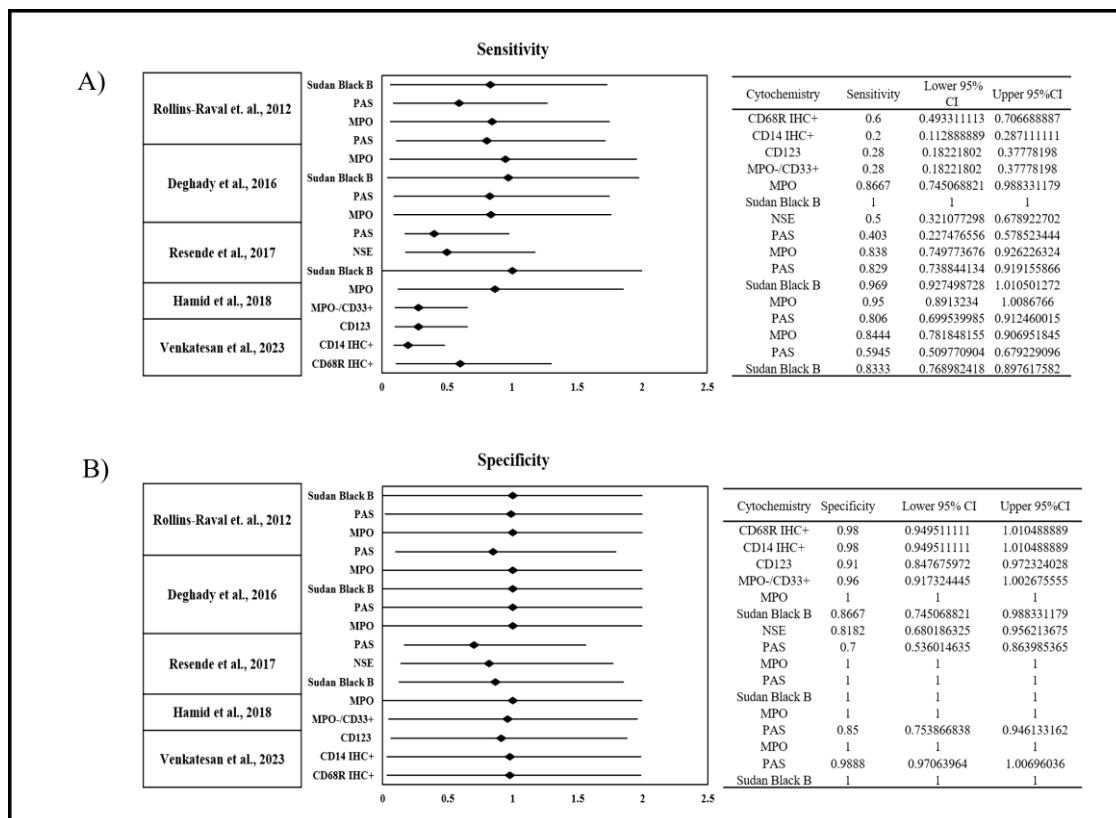 Sensitivity
A)
Rollins-Raval et. al., 2012
Deghady et al., 2016
Resende et al., 2017
Hamid et al., 2018
Venkatesan et al., 2023
Sudan Black B
PAS
MPO
PAS
MPO
Sudan Black B
PAS
MPO
PAS
NSE
Sudan Black B
MPO
MPO-/CD33+
CD123
CD14 IHC+
CD68R IHC+
0 0.5 1 1.5 2 2.5
Cytochemistry Sensitivity Lower 95% CI Upper 95%CI
CD68R IHC+ 0.6 0.493311113 0.706688887
CD14 IHC+ 0.2 0.112888889 0.287111111
CD123 0.28 0.18221802 0.37778198
MPO-/CD33+ 0.28 0.18221802 0.37778198
MPO 0.8667 0.745068821 0.988331179
Sudan Black B 1 1 1
NSE 0.5 0.321077298 0.678922702
PAS 0.403 0.227476556 0.578523444
MPO 0.838 0.749773676 0.926226324
PAS 0.829 0.738844134 0.919155866
Sudan Black B 0.969 0.927498728 1.010501272
MPO 0.95 0.8913234 1.0086766
PAS 0.806 0.699539985 0.912460015
MPO 0.8444 0.781848155 0.906951845
PAS 0.5945 0.509770904 0.679229096
Sudan Black B 0.8333 0.768982418 0.897617582
Specificity
B)
Rollins-Raval et. al., 2012
Deghady et al., 2016
Resende et al., 2017
Hamid et al., 2018
Venkatesan et al., 2023
Sudan Black B
PAS
MPO
PAS
MPO
Sudan Black B
PAS
MPO
PAS
NSE
Sudan Black B
MPO
MPO-/CD33+
CD123
CD14 IHC+
CD68R IHC+
0 0.5 1 1.5 2 2.5
Cytochemistry Specificity Lower 95% CI Upper 95%CI
CD68R IHC+ 0.98 0.949511111 1.010488889
CD14 IHC+ 0.98 0.949511111 1.010488889
CD123 0.91 0.847675972 0.972324028
MPO-/CD33+ 0.96 0.917324445 1.002675555
MPO 1 1 1
Sudan Black B 0.8667 0.745068821 0.988331179
NSE 0.8182 0.680186325 0.956213675
PAS 0.7 0.536014635 0.863985365
MPO 1 1 1
PAS 1 1 1
Sudan Black B 1 1 1
MPO 1 1 1
PAS 0.85 0.753866838 0.946133162
MPO 1 1 1
PAS 0.9888 0.97063964 1.00696036
Sudan Black B 1 1 1